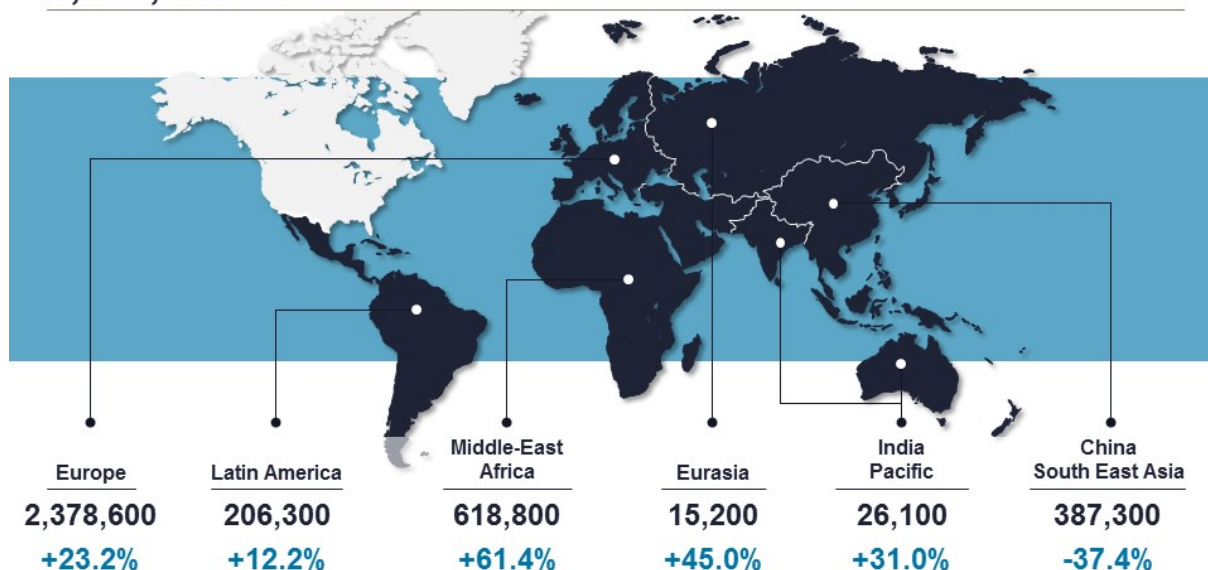 Europe
2,378,600
+23.2%
Latin America
206,300
+12.2%
Middle-East
Africa
618,800
+61.4%
Eurasia
15,200
+45.0%
India
Pacific
26,100
+31.0%
China
South East Asia
387,300
-37.4%